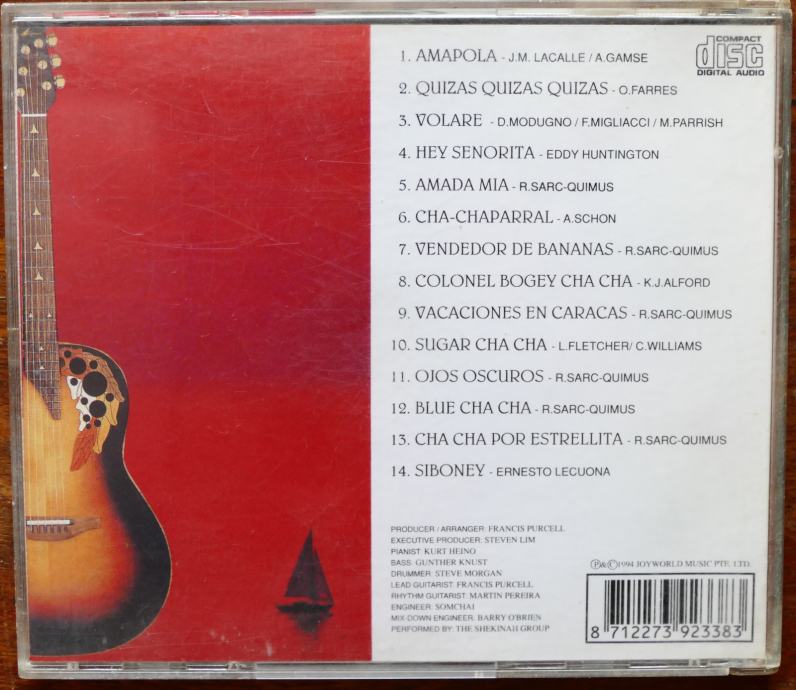 COMPACT
disc
DIGITAL AUDIO
1. AMAPOLA - J.M. LACALLE / A.GAMSE
2. QUIZAS QUIZAS QUIZAS - O.FARRES
3. VOLARE - D.MODUGNO / F.MIGLIACCI / M.PARRISH
4. HEY SENORITA - EDDY HUNTINGTON
5. AMADA MIA - R.SARC-QUIMUS
6. CHA-CHAPARRAL - A.SCHON
7. VENDEDOR DE BANANAS - R.SARC-QUIMUS
8. COLONEL BOGEY CHA CHA - K.J.ALFORD
9. VACACIONES EN CARACAS - R.SARC-QUIMUS
10. SUGAR CHA CHA - L.FLETCHER/ C.WILLIAMS
11. OJOS OSCUROS - R.SARC-QUIMUS
12. BLUE CHA CHA - R.SARC-QUIMUS
13. CHA CHA POR ESTRELLITA - R.SARC-QUIMUS
14. SIBONEY - ERNESTO LECUONA
PRODUCER / ARRANGER: FRANCIS PURCELL
EXECUTIVE PRODUCER: STEVEN LIM
PIANIST: KURT HEINO
BASS: GUNTHER KNUST
DRUMMER: STEVE MORGAN
LEAD GUITARIST: FRANCIS PURCELL
RHYTHM GUITARIST: MARTIN PEREIRA
ENGINEER: SOMCHAI
MIX-DOWN ENGINEER: BARRY O'BRIEN
PERFORMED BY: THE SHEKINAH GROUP
℗&©1994 JOYWORLD MUSIC PTE. LTD.
8 712273 923383